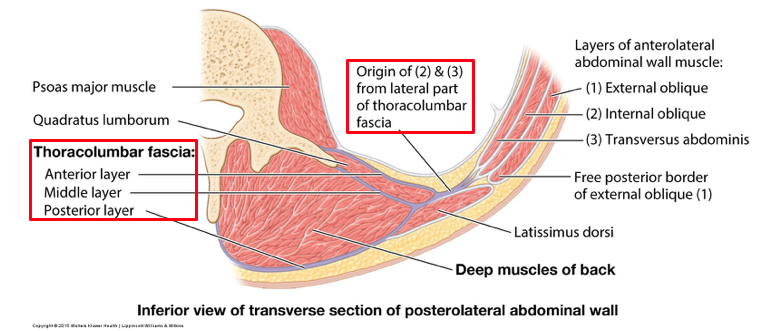 Psoas major muscle
Quadratus lumborum
Thoracolumbar fascia:
Anterior layer
Middle layer
Posterior layer
Origin of (2) & (3)
from lateral part
of thoracolumbar
fascia
Layers of anterolateral
abdominal wall muscle:
(1) External oblique
(2) Internal oblique
(3) Transversus abdominis
Free posterior border
of external oblique (1)
Latissimus dorsi
Deep muscles of back
Inferior view of transverse section of posterolateral abdominal wall
Copyright © 2015 Wolters Kluwer Health | Lippincott Williams & Wilkins